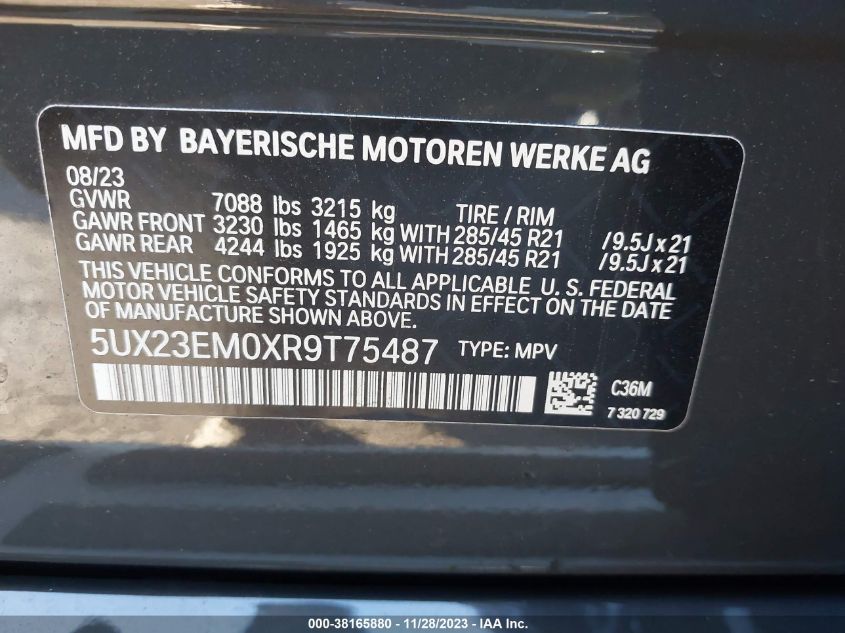 MFD BY BAYERISCHE MOTOREN WERKE AG
08/23
GVWR 7088 lbs 3215 kg TIRE / RIM
GAWR FRONT 3230 lbs 1465 kg WITH 285/45 R21 /9.5J x 21
GAWR REAR 4244 lbs 1925 kg WITH 285/45 R21 /9.5J x 21
THIS VEHICLE CONFORMS TO ALL APPLICABLE U. S. FEDERAL
MOTOR VEHICLE SAFETY STANDARDS IN EFFECT ON THE DATE
OF MANUFACTURE SHOWN ABOVE.
5UX23EM0XR9T75487 TYPE: MPV
C36M
7 320 729
000-38165880 - 11/28/2023 - IAA Inc.